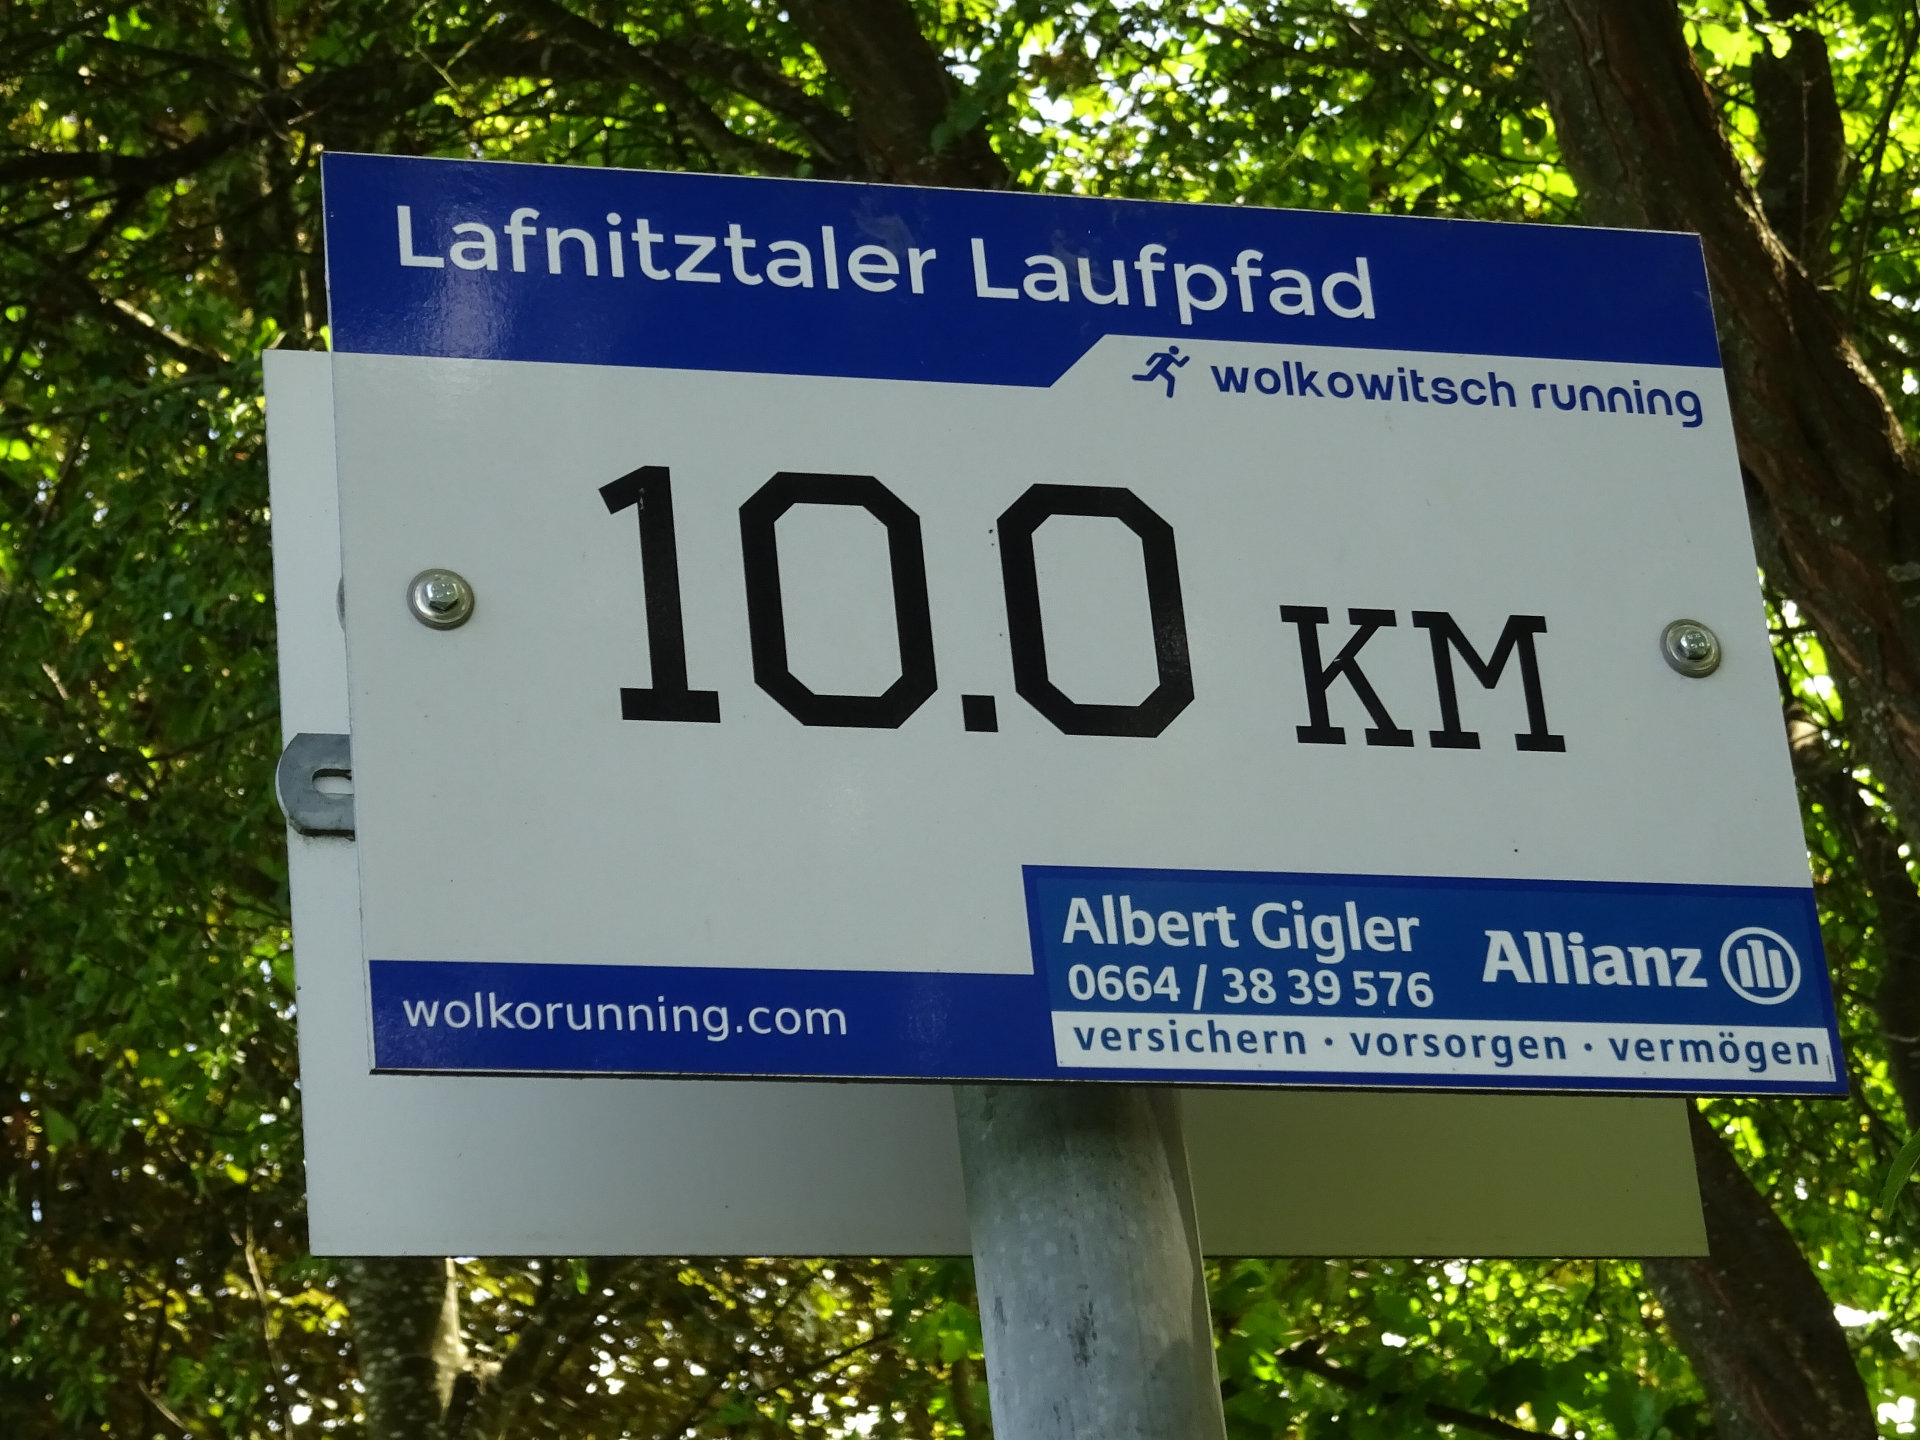 Lafnitztaler Laufpfad
wolkowitsch running
10.0 KM
Albert Gigler
0664 / 38 39 576
Allianz
versichern · vorsorgen · vermögen
wolkorunning.com